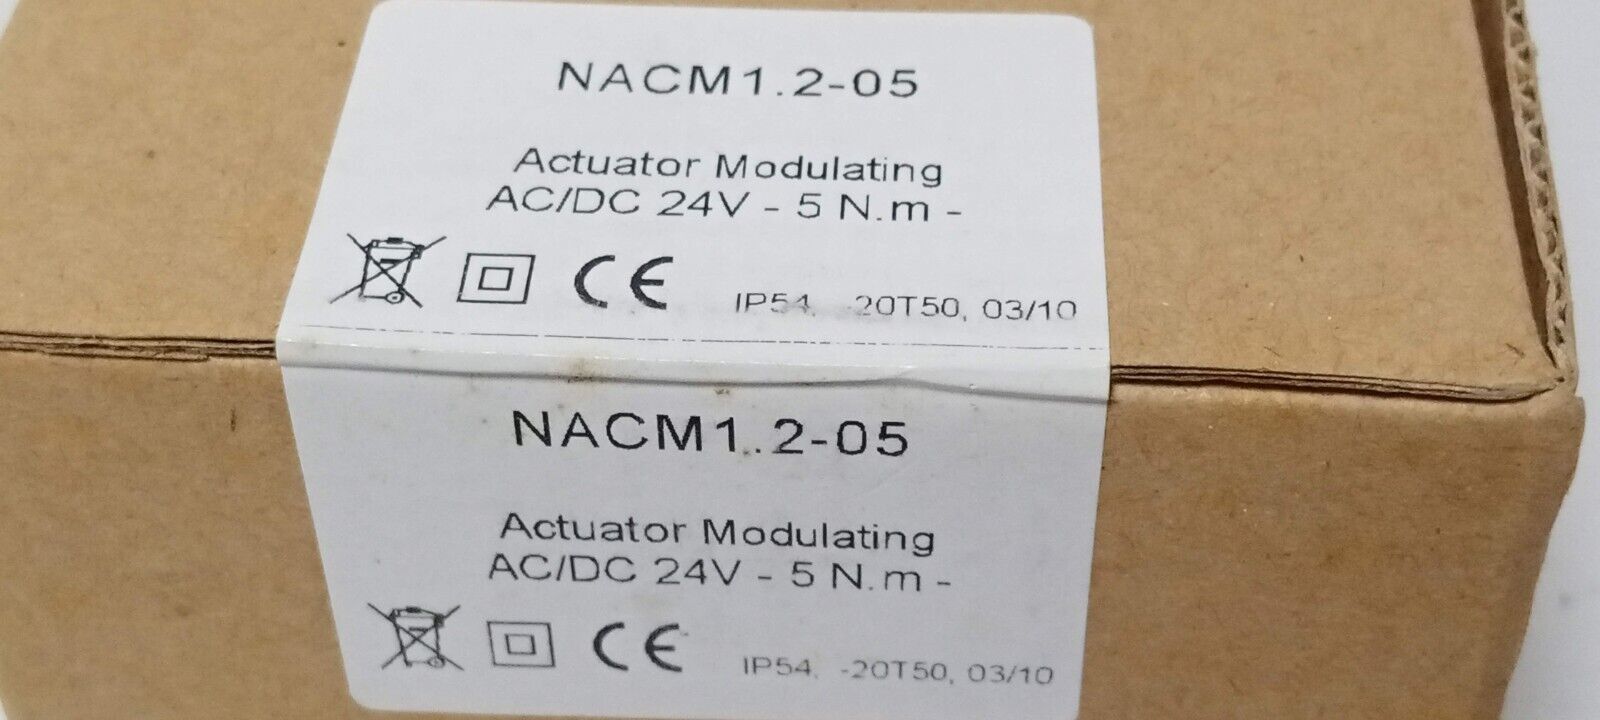 NACM1.2-05
Actuator Modulating
AC/DC 24V - 5 N.m -
CE
IP54, -20T50, 03/10
NACM1.2-05
Actuator Modulating
AC/DC 24V - 5 N.m -
CE
IP54, -20T50, 03/10